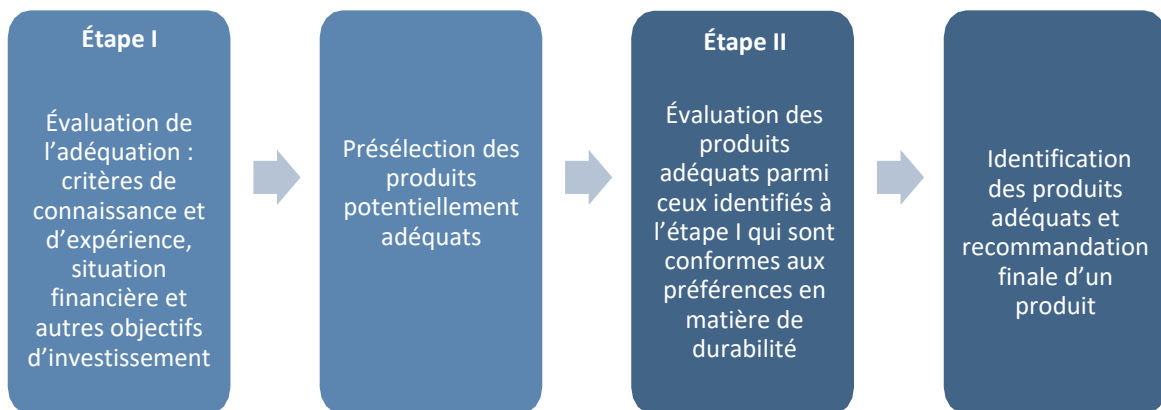 Étape I
Évaluation de
l’adéquation :
critères de
connaissance et
d’expérience,
situation
financière et
autres objectifs
d’investissement
Présélection des
produits
potentiellement
adéquats
Étape II
Évaluation des
produits
adéquats parmi
ceux identifiés à
l’étape I qui sont
conformes aux
préférences en
matière de
durabilité
Identification
des produits
adéquats et
recommandation
finale d’un
produit